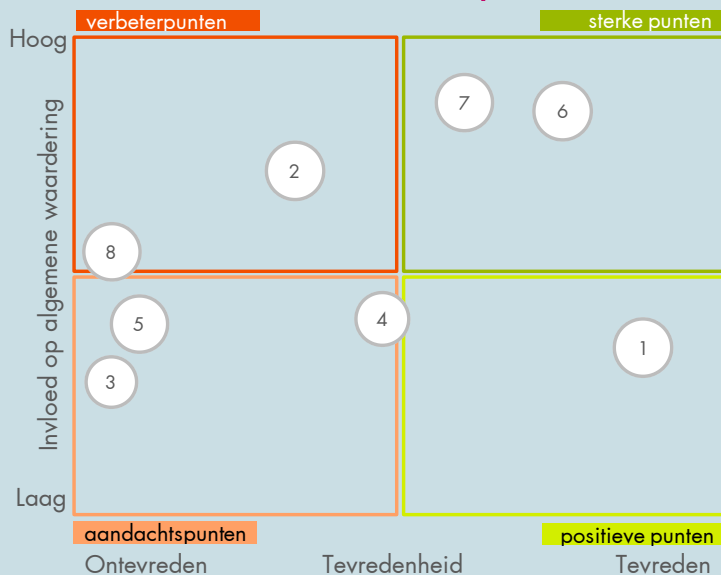 verbeterpunten
sterke punten
Hoog
7
6
2
8
Invloed op algemene waardering
5
4
1
3
Laag
aandachtspunten
positieve punten
Ontevreden
Tevredenheid
Tevreden